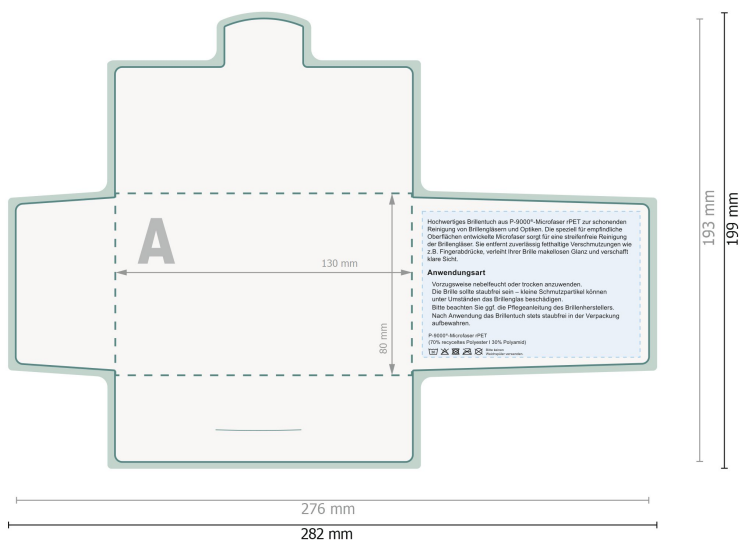 A
130 mm
80 mm
Hochwertiges Brillentuch aus P-9000®-Microfaser rPET zur schonenden
Reinigung von Brillengläsern und Optiken. Die speziell für empfindliche
Oberflächen entwickelte Microfaser sorgt für eine streifenfreie Reinigung
der Brillengläser. Sie entfernt zuverlässig fetthaltige Verschmutzungen wie
z.B. Fingerabdrücke, verleiht Ihrer Brille makellosen Glanz und verschafft
klare Sicht.
Anwendungsart
Vorzugsweise nebelfeucht oder trocken anzuwenden.
Die Brille sollte staubfrei sein – kleine Schmutzpartikel können
unter Umständen das Brillenglas beschädigen.
Bitte beachten Sie ggf. die Pflegeanleitung des Brillenherstellers.
Nach Anwendung das Brillentuch stets staubfrei in der Verpackung
aufbewahren.
P-9000®-Microfaser rPET
(70% recyceltes Polyester I 30% Polyamid)
Bitte keinen
Weichspüler verwenden
193 mm
199 mm
276 mm
282 mm